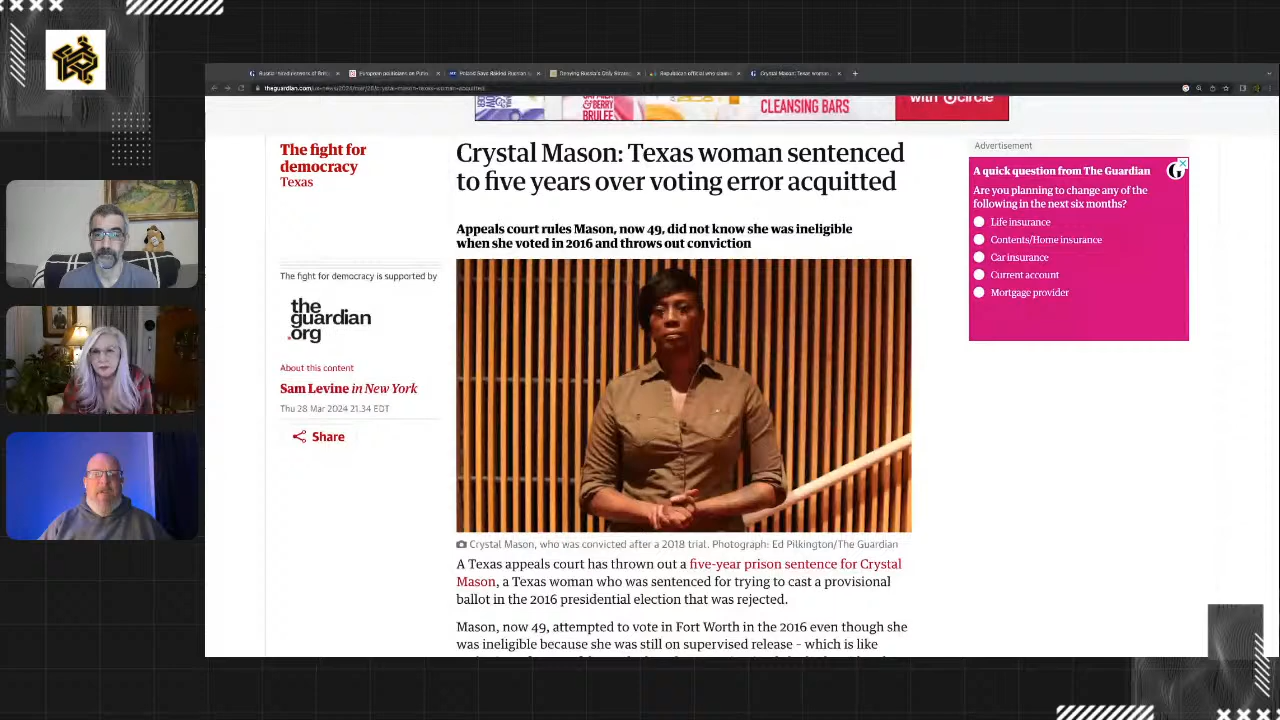 Crystal Mason: Texas woman...
CLEANSING BARS
with circle
The fight for
democracy
Texas
The fight for democracy is supported by
the
guardian
.org
About this content
Sam Levine in New York
Thu 28 Mar 2024 21.34 EDT
Share
Crystal Mason: Texas woman sentenced
to five years over voting error acquitted
Appeals court rules Mason, now 49, did not know she was ineligible
when she voted in 2016 and throws out conviction
Crystal Mason, who was convicted after a 2018 trial. Photograph: Ed Pilkington/The Guardian
A Texas appeals court has thrown out a five-year prison sentence for Crystal
Mason, a Texas woman who was sentenced for trying to cast a provisional
ballot in the 2016 presidential election that was rejected.
Mason, now 49, attempted to vote in Fort Worth in the 2016 even though she
was ineligible because she was still on supervised release – which is like
Advertisement
A quick question from The Guardian
G
Are you planning to change any of the
following in the next six months?
Life insurance
Contents/Home insurance
Car insurance
Current account
Mortgage provider